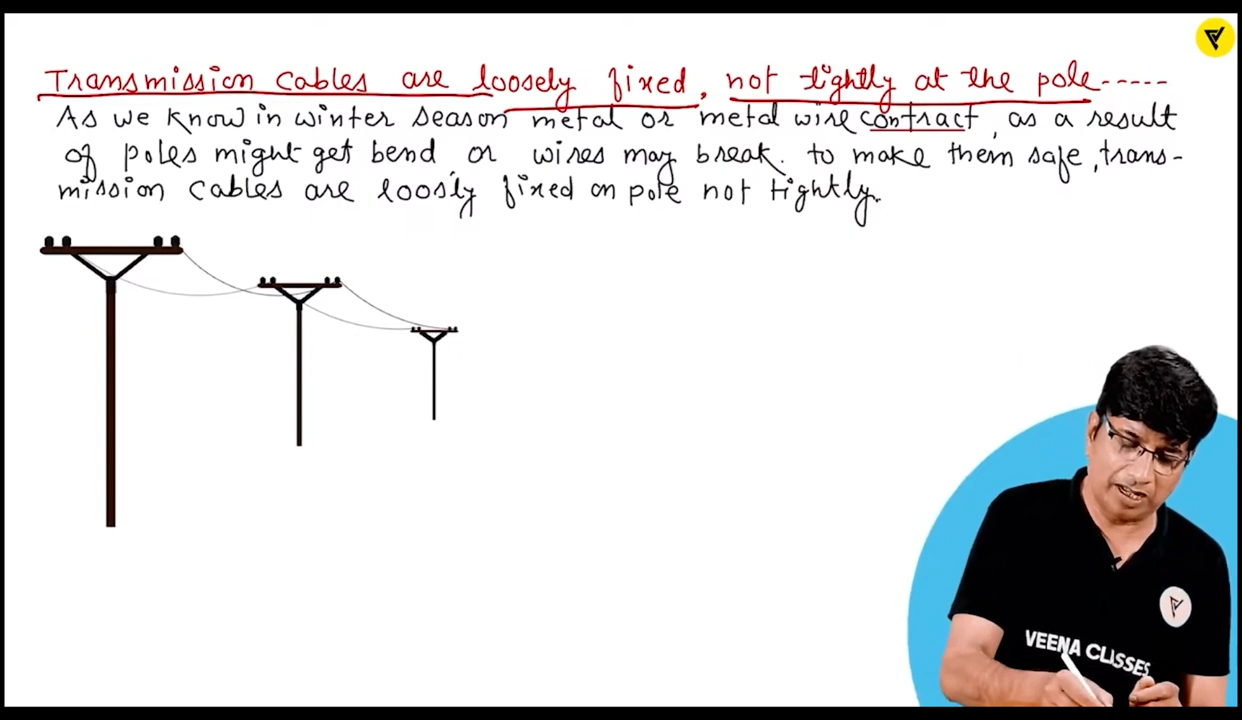 Transmission cables are loosely fixed, not tightly at the pole-----
As we know in winter season metal or metal wire contract, as a result
of poles might get bend or wires may break. to make them safe, trans-
mission cables are loosly fixed on pole not tightly.
VEENA CLASSES